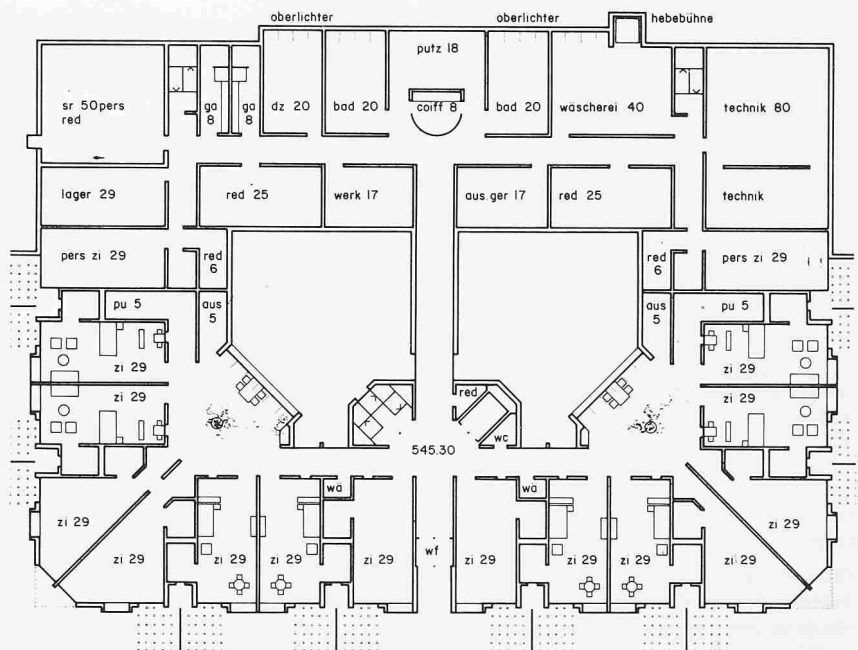 oberlichter oberlichter hebebühne
putz 18
sr 50pers
red
ga
8
ga
8
dz 20
bad 20
coiff 8
bad 20
wäscherei 40
technik 80
lager 29
red 25
werk 17
aus.ger 17
red 25
technik
pers zi 29
red
6
red
6
pers zi 29
pu 5
aus
5
aus
5
pu 5
zi 29
zi 29
zi 29
zi 29
red
wc
545.30
wä
wä
zi 29
zi 29
zi 29
zi 29
zi 29
wf
zi 29
zi 29
zi 29
zi 29
zi 29